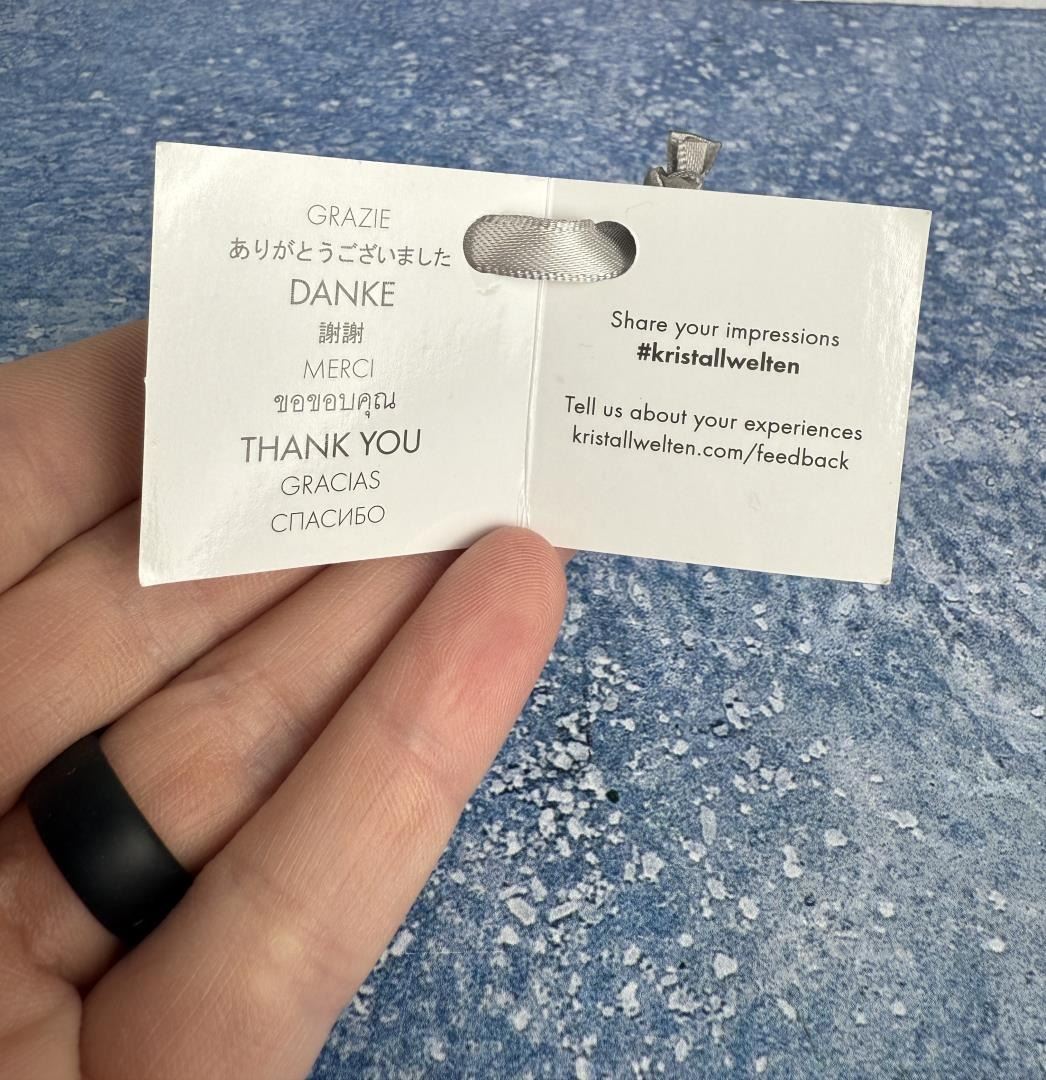 GRAZIE
ありがとうございました
DANKE
謝謝
MERCI
ขอขอบคุณ
THANK YOU
GRACIAS
СПАСИБО
Share your impressions
#kristallwelten
Tell us about your experiences
kristallwelten.com/feedback